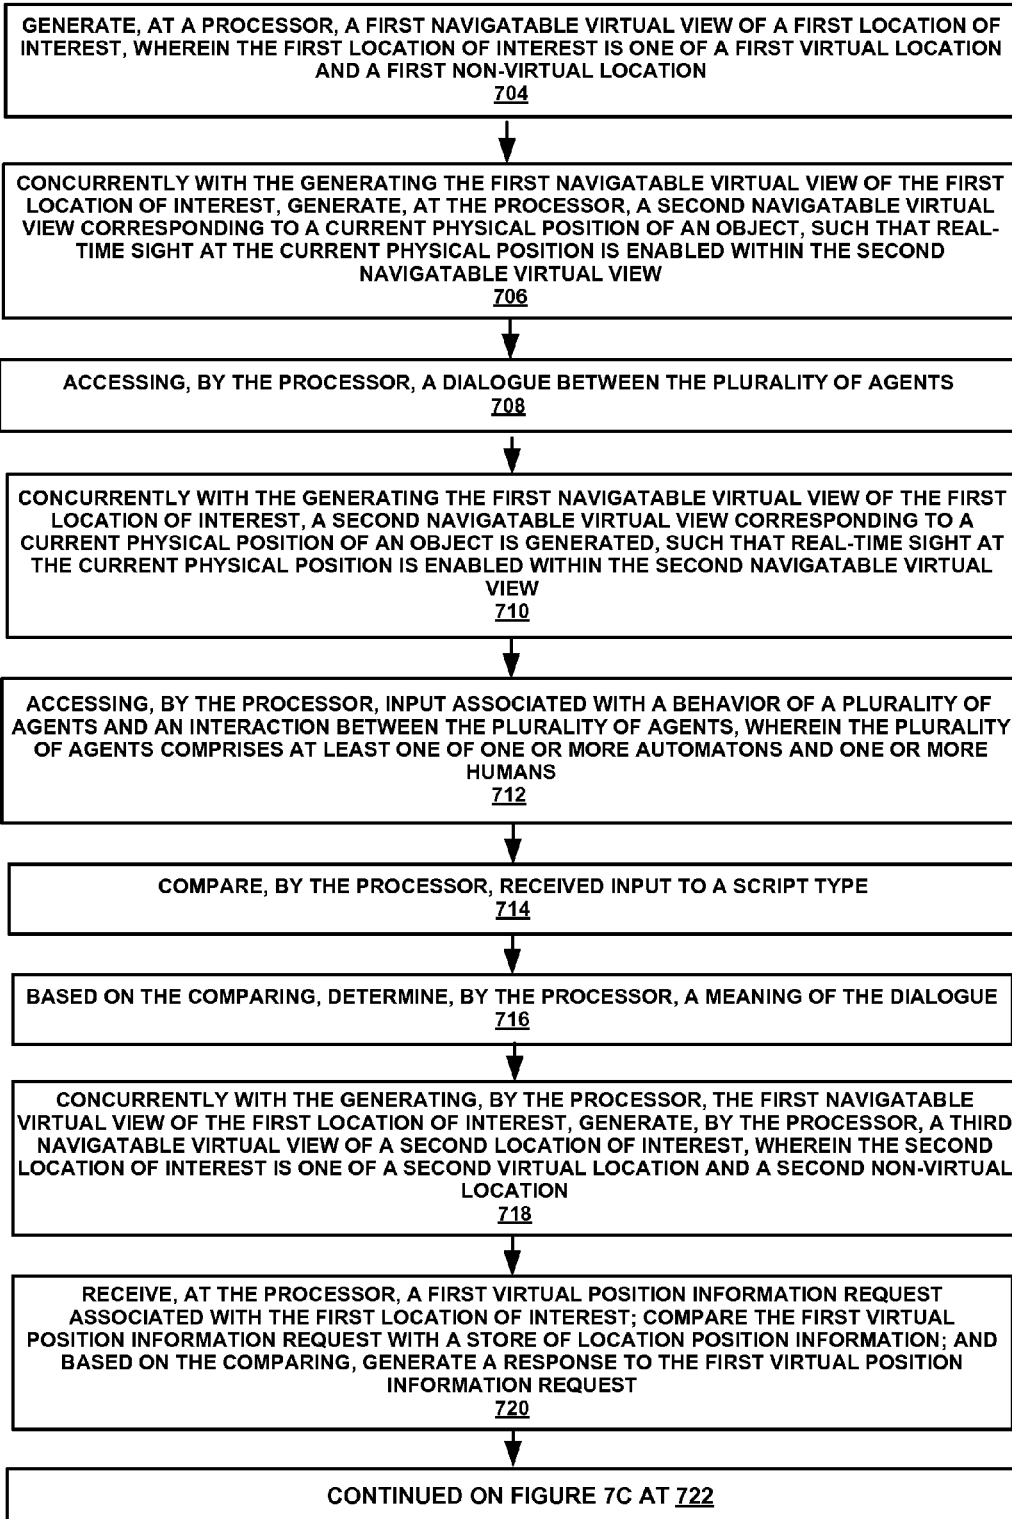 GENERATE, AT A PROCESSOR, A FIRST NAVIGATABLE VIRTUAL VIEW OF A FIRST LOCATION OF
INTEREST, WHEREIN THE FIRST LOCATION OF INTEREST IS ONE OF A FIRST VIRTUAL LOCATION
AND A FIRST NON-VIRTUAL LOCATION
704
CONCURRENTLY WITH THE GENERATING THE FIRST NAVIGATABLE VIRTUAL VIEW OF THE FIRST
LOCATION OF INTEREST, GENERATE, AT THE PROCESSOR, A SECOND NAVIGATABLE VIRTUAL
VIEW CORRESPONDING TO A CURRENT PHYSICAL POSITION OF AN OBJECT, SUCH THAT REAL-
TIME SIGHT AT THE CURRENT PHYSICAL POSITION IS ENABLED WITHIN THE SECOND
NAVIGATABLE VIRTUAL VIEW
706
ACCESSING, BY THE PROCESSOR, A DIALOGUE BETWEEN THE PLURALITY OF AGENTS
708
CONCURRENTLY WITH THE GENERATING THE FIRST NAVIGATABLE VIRTUAL VIEW OF THE FIRST
LOCATION OF INTEREST, A SECOND NAVIGATABLE VIRTUAL VIEW CORRESPONDING TO A
CURRENT PHYSICAL POSITION OF AN OBJECT IS GENERATED, SUCH THAT REAL-TIME SIGHT AT
THE CURRENT PHYSICAL POSITION IS ENABLED WITHIN THE SECOND NAVIGATABLE VIRTUAL
VIEW
710
ACCESSING, BY THE PROCESSOR, INPUT ASSOCIATED WITH A BEHAVIOR OF A PLURALITY OF
AGENTS AND AN INTERACTION BETWEEN THE PLURALITY OF AGENTS, WHEREIN THE PLURALITY
OF AGENTS COMPRISES AT LEAST ONE OF ONE OR MORE AUTOMATONS AND ONE OR MORE
HUMANS
712
COMPARE, BY THE PROCESSOR, RECEIVED INPUT TO A SCRIPT TYPE
714
BASED ON THE COMPARING, DETERMINE, BY THE PROCESSOR, A MEANING OF THE DIALOGUE
716
CONCURRENTLY WITH THE GENERATING, BY THE PROCESSOR, THE FIRST NAVIGATABLE
VIRTUAL VIEW OF THE FIRST LOCATION OF INTEREST, GENERATE, BY THE PROCESSOR, A THIRD
NAVIGATABLE VIRTUAL VIEW OF A SECOND LOCATION OF INTEREST, WHEREIN THE SECOND
LOCATION OF INTEREST IS ONE OF A SECOND VIRTUAL LOCATION AND A SECOND NON-VIRTUAL
LOCATION
718
RECEIVE, AT THE PROCESSOR, A FIRST VIRTUAL POSITION INFORMATION REQUEST
ASSOCIATED WITH THE FIRST LOCATION OF INTEREST; COMPARE THE FIRST VIRTUAL
POSITION INFORMATION REQUEST WITH A STORE OF LOCATION POSITION INFORMATION; AND
BASED ON THE COMPARING, GENERATE A RESPONSE TO THE FIRST VIRTUAL POSITION
INFORMATION REQUEST
720
CONTINUED ON FIGURE 7C AT 722